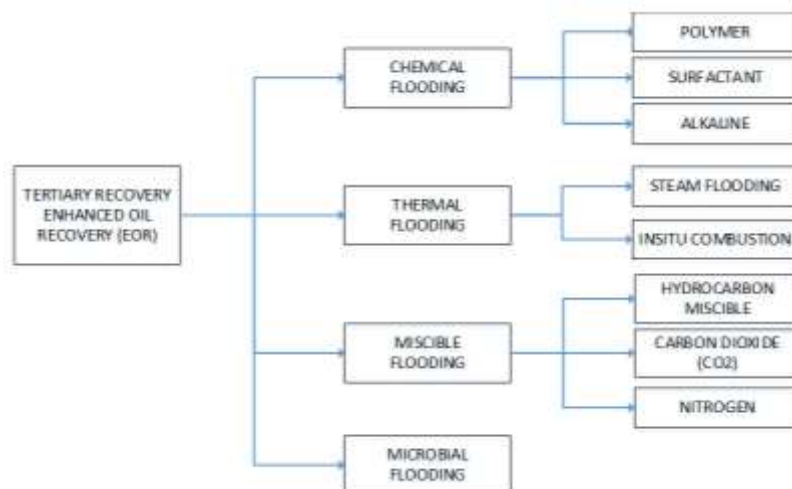 POLYMER
CHEMICAL
FLOODING
SURFACTANT
ALKALINE
TERTIARY RECOVERY
ENHANCED OIL
RECOVERY (EOR)
THERMAL
FLOODING
STEAM FLOODING
INSITU COMBUSTION
HYDROCARBON
MISCIBLE
MISCIBLE
FLOODING
CARBON DIOXIDE
(CO2)
NITROGEN
MICROBIAL
FLOODING